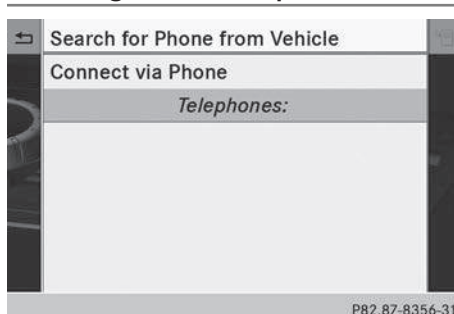 Search for Phone from Vehicle
Connect via Phone
Telephones:
P82.87-8356-31